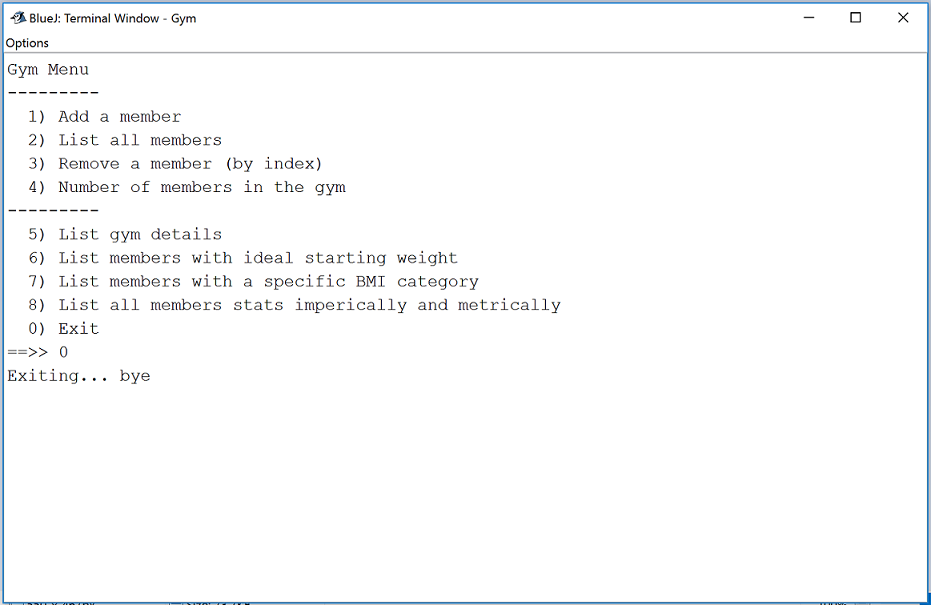 BlueJ: Terminal Window - Gym
Options
Gym Menu
---------
  1) Add a member
  2) List all members
  3) Remove a member (by index)
  4) Number of members in the gym
---------
  5) List gym details
  6) List members with ideal starting weight
  7) List members with a specific BMI category
  8) List all members stats imperically and metrically
  0) Exit
==>> 0
Exiting... bye